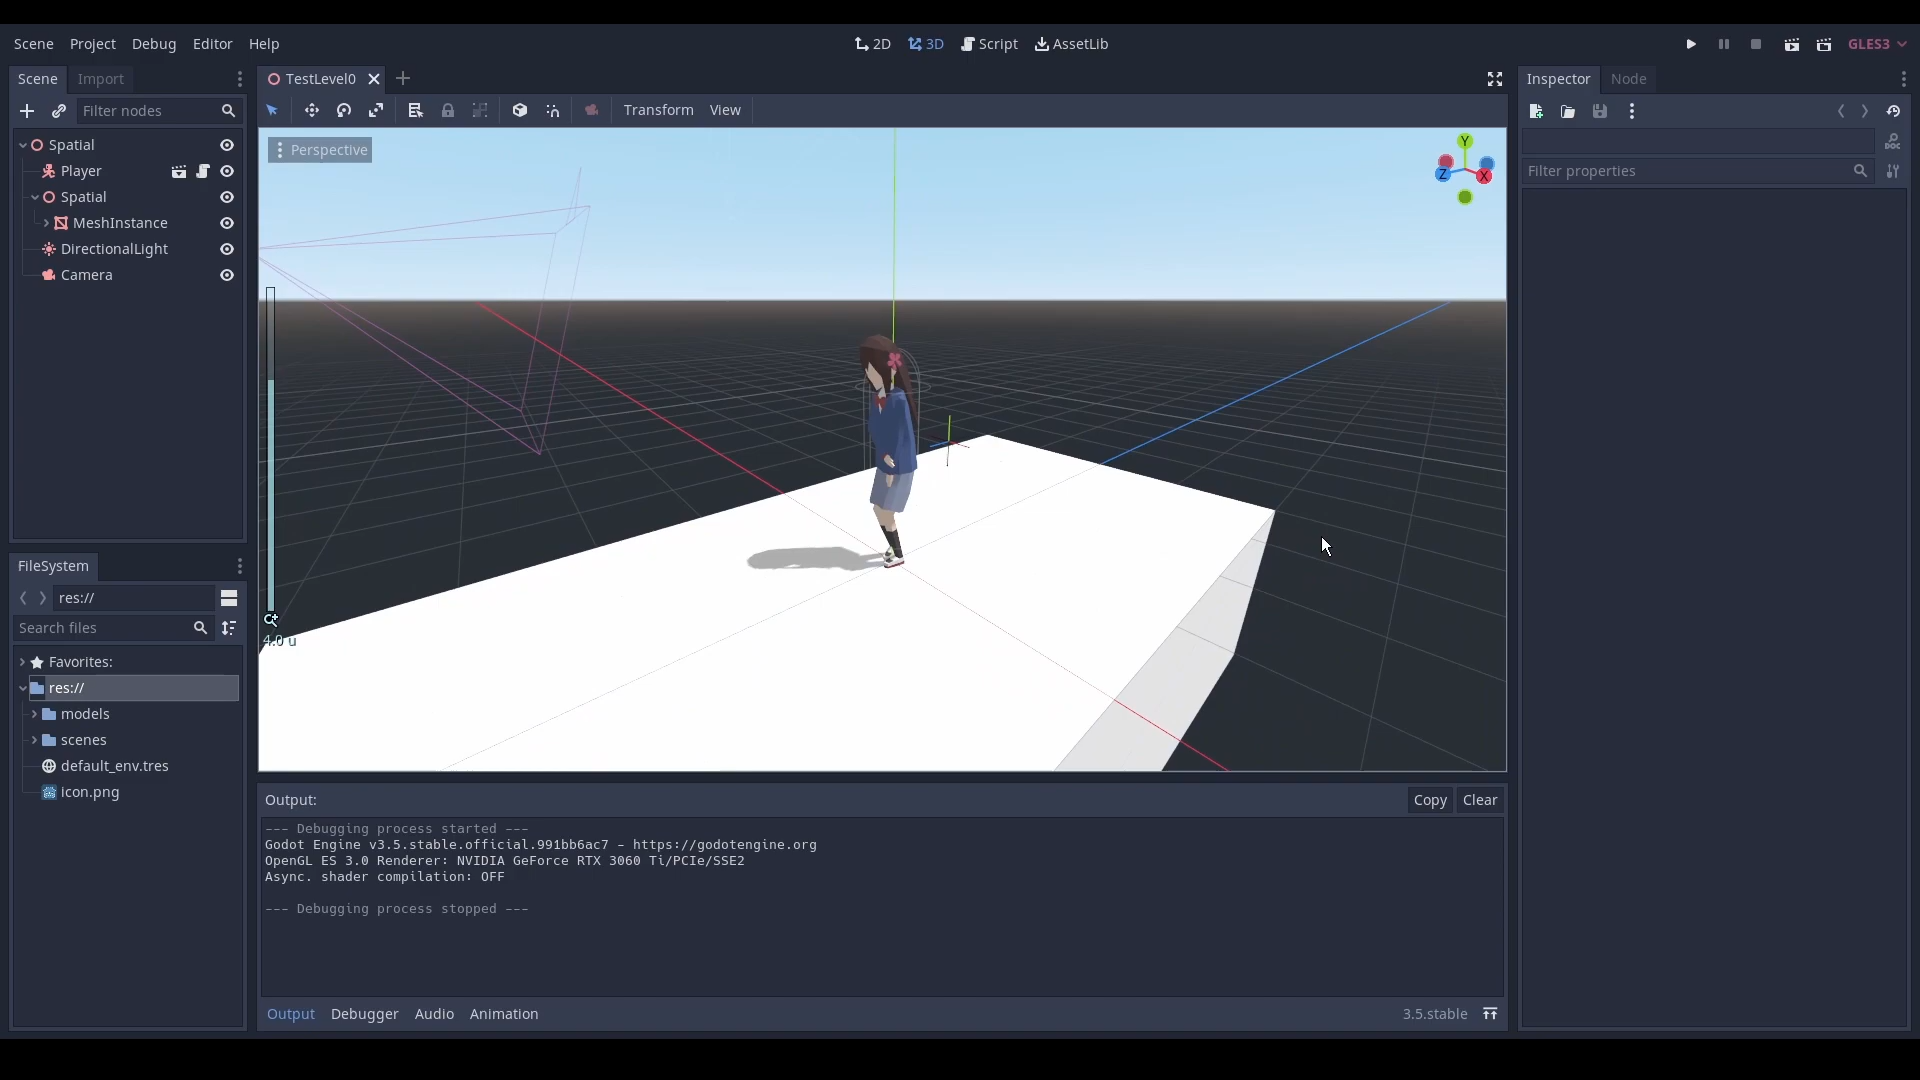 Scene Project Debug Editor Help 2D 3D Script AssetLib GLES3
Scene Import TestLevel0 Inspector Node
Filter nodes Transform View
Perspective Y Z X
Spatial
Player
Spatial
MeshInstance
DirectionalLight
Camera
Filter properties
4.0 u
FileSystem
res://
Search files
Favorites:
res://
models
scenes
default_env.tres
icon.png
Output: Copy Clear
--- Debugging process started ---
Godot Engine v3.5.stable.official.991bb6ac7 - https://godotengine.org
OpenGL ES 3.0 Renderer: NVIDIA GeForce RTX 3060 Ti/PCIe/SSE2
Async. shader compilation: OFF
--- Debugging process stopped ---
Output Debugger Audio Animation 3.5.stable